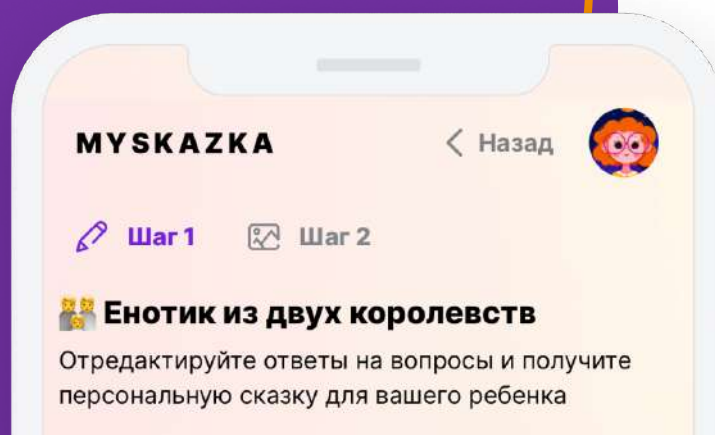 MYSKAZKA
Назад
Шаг 1
Шаг 2
Енотик из двух королевств
Отредактируйте ответы на вопросы и получите
персональную сказку для вашего ребенка